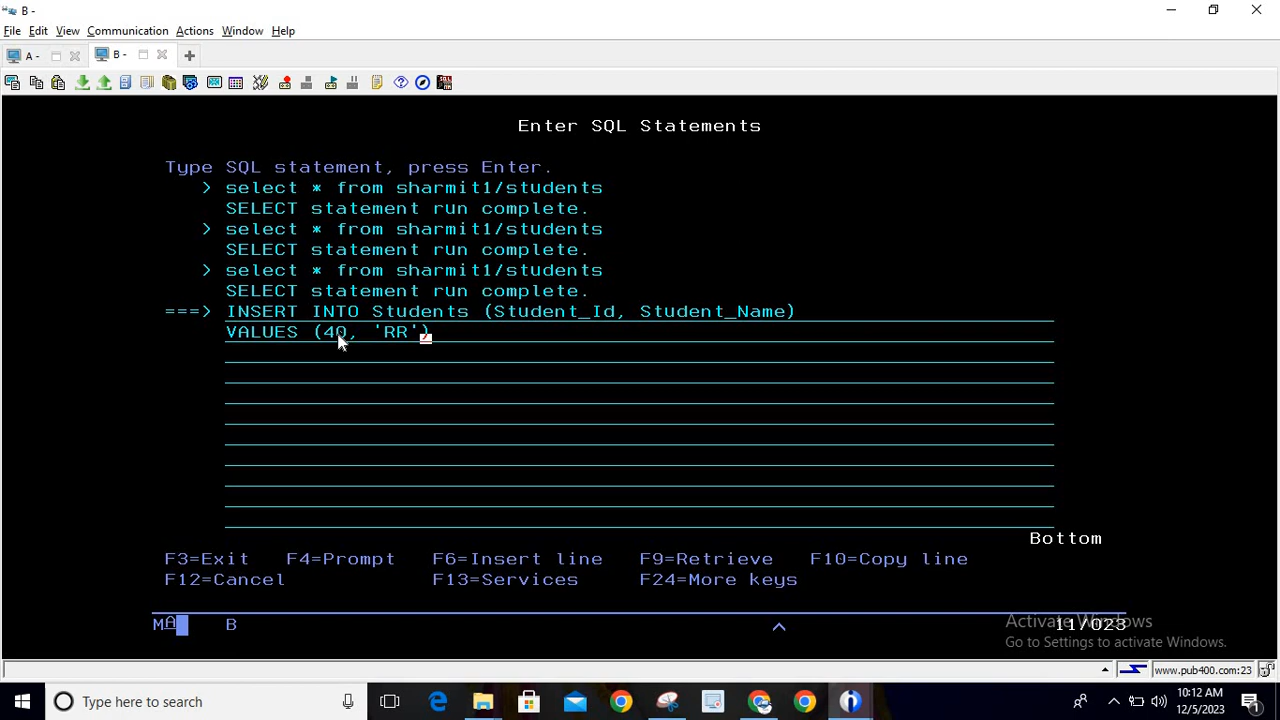 B -
File Edit View Communication Actions Window Help
A -
B -
Enter SQL Statements
Type SQL statement, press Enter.
> select * from sharmit1/students
SELECT statement run complete.
> select * from sharmit1/students
SELECT statement run complete.
> select * from sharmit1/students
SELECT statement run complete.
===> INSERT INTO Students (Student_Id, Student_Name)
VALUES (40, 'RR')
Bottom
F3=Exit F4=Prompt F6=Insert line F9=Retrieve F10=Copy line
F12=Cancel F13=Services F24=More keys
MA B 11/023
Activate Windows
Go to Settings to activate Windows.
www.pub400.com:23
Type here to search
10:12 AM
12/5/2023
1